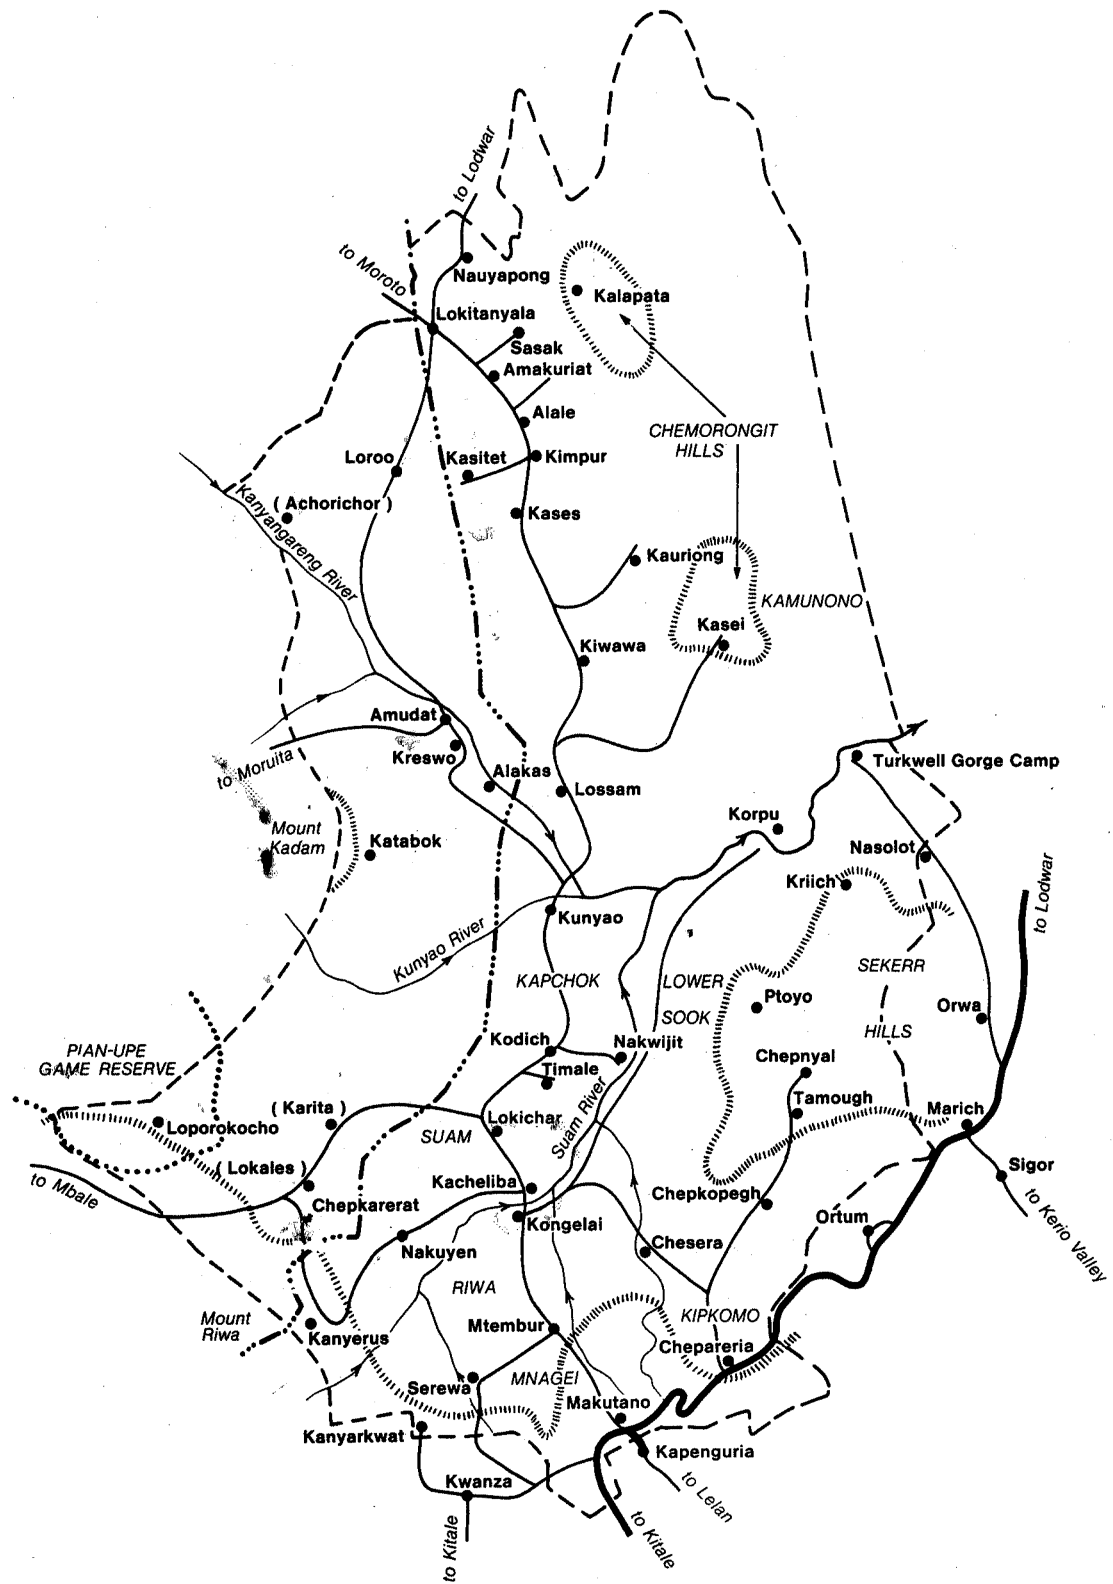 to Lodwar
to Moroto
Nauyapong
Kalapata
Lokitanyala
Sasak
Amakuriat
Alale
CHEMORONGIT
HILLS
Loroo
Kasitet
Kimpur
( Achorichor )
Kanyangareng River
Kases
Kauriong
KAMUNONO
Kasei
Kiwawa
Amudat
Kreswo
to Moruita
Alakas
Lossam
Turkwell Gorge Camp
Mount
Kadam
Katabok
Korpu
Nasolot
Kriich
to Lodwar
Kunyao
Kunyao River
KAPCHOK
LOWER
SOOK
SEKERR
HILLS
Ptoyo
Orwa
PIAN-UPE
GAME RESERVE
Kodich
Nakwijit
Timale
Chepnyal
Tamough
Marich
( Karita )
Loporokocho
Lokichar
SUAM
Suam River
( Lokales )
to Mbale
Chepkarerat
Kacheliba
Kongelai
Chepkopegh
Sigor
to Kerio Valley
Ortum
Nakuyen
Chesera
RIWA
KIPKOMO
Mount
Riwa
Kanyerus
Mtembur
Chepareria
MNAGEI
Serewa
Makutano
Kanyarkwat
Kapenguria
Kwanza
to Lelan
to Kitale
to Kitale